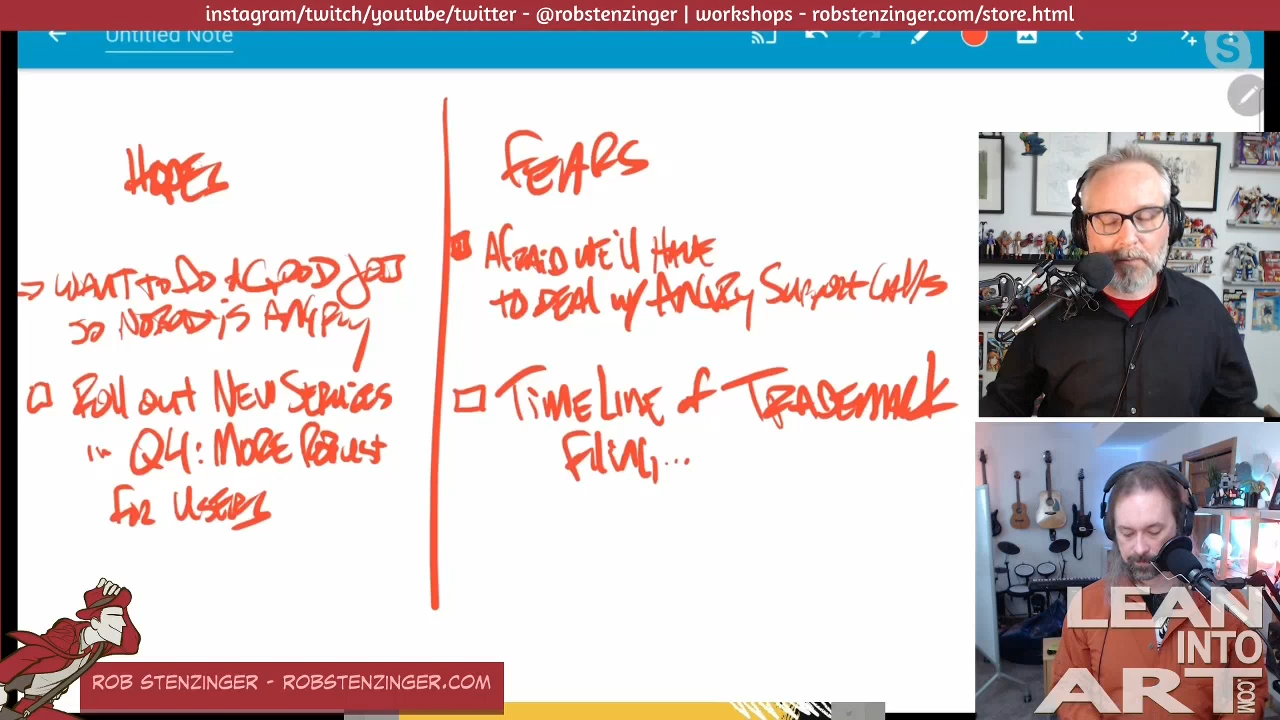 instagram/twitch/youtube/twitter - @robstenzinger | workshops - robstenzinger.com/store.html
Untitled Note
3
HOPES
WANT TO DO A GOOD JOB
SO NOBODY IS ANGRY
ROLL OUT NEW SERVICES
IN Q4: MORE ROBUST
FOR USERS
FEARS
AFRAID WE'LL HAVE
TO DEAL W/ ANGRY SUPPORT CALLS
TIMELINE OF TRADEMARK
FILING...
ROB STENZINGER - ROBSTENZINGER.COM
LEAN
INTO
ART
.COM